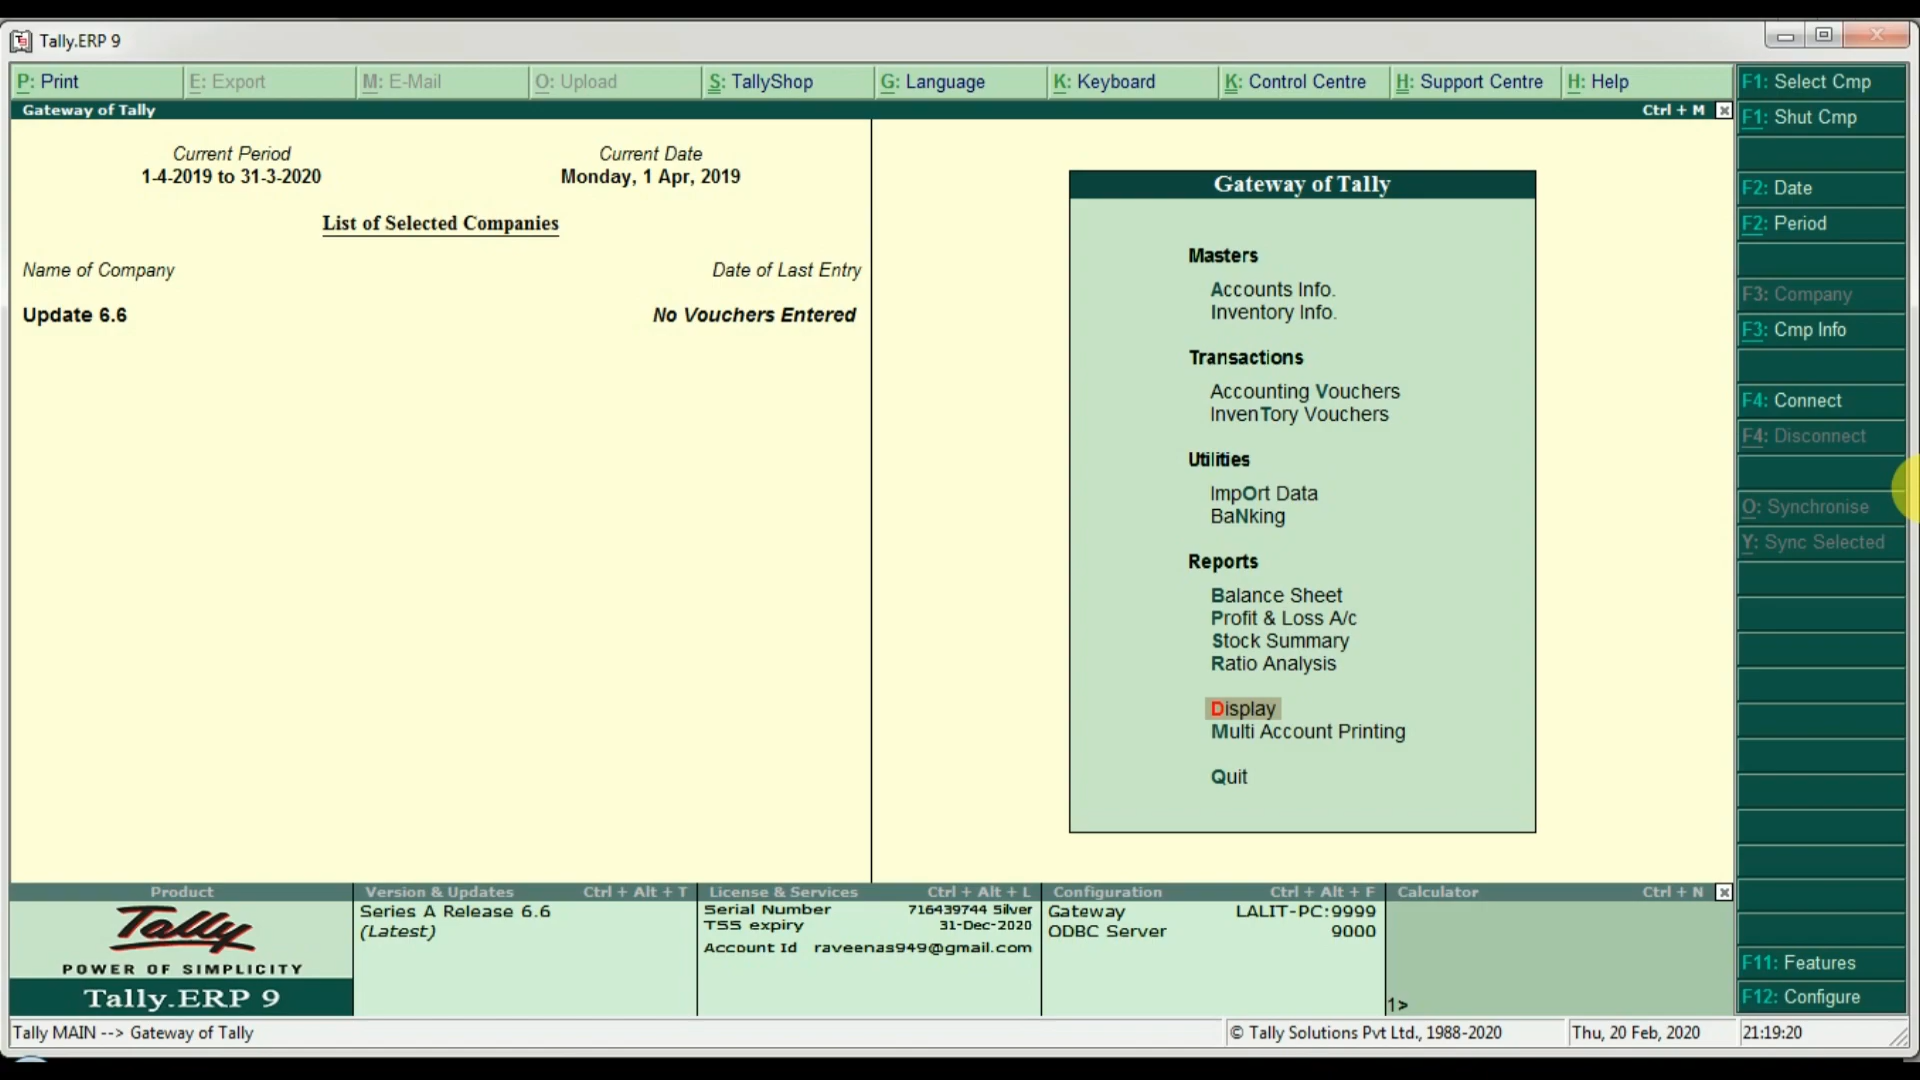 Tally.ERP 9
P: Print
E: Export
M: E-Mail
O: Upload
S: TallyShop
G: Language
K: Keyboard
K: Control Centre
H: Support Centre
H: Help
Gateway of Tally
Ctrl + M
Current Period
1-4-2019 to 31-3-2020
Current Date
Monday, 1 Apr, 2019
List of Selected Companies
Name of Company
Date of Last Entry
Update 6.6
No Vouchers Entered
Gateway of Tally
Masters
Accounts Info.
Inventory Info.
Transactions
Accounting Vouchers
InvenTory Vouchers
Utilities
ImpOrt Data
BaNking
Reports
Balance Sheet
Profit & Loss A/c
Stock Summary
Ratio Analysis
Display
Multi Account Printing
Quit
F1: Select Cmp
F1: Shut Cmp
F2: Date
F2: Period
F3: Company
F3: Cmp Info
F4: Connect
F4: Disconnect
O: Synchronise
Y: Sync Selected
F11: Features
F12: Configure
Product
Tally
POWER OF SIMPLICITY
Tally.ERP 9
Version & Updates Ctrl + Alt + T
Series A Release 6.6
(Latest)
License & Services Ctrl + Alt + L
Serial Number 716439744 Silver
TSS expiry 31-Dec-2020
Account Id raveenas949@gmail.com
Configuration Ctrl + Alt + F
Gateway LALIT-PC:9999
ODBC Server 9000
Calculator Ctrl + N
1>
Tally MAIN --> Gateway of Tally
© Tally Solutions Pvt Ltd., 1988-2020
Thu, 20 Feb, 2020
21:19:20